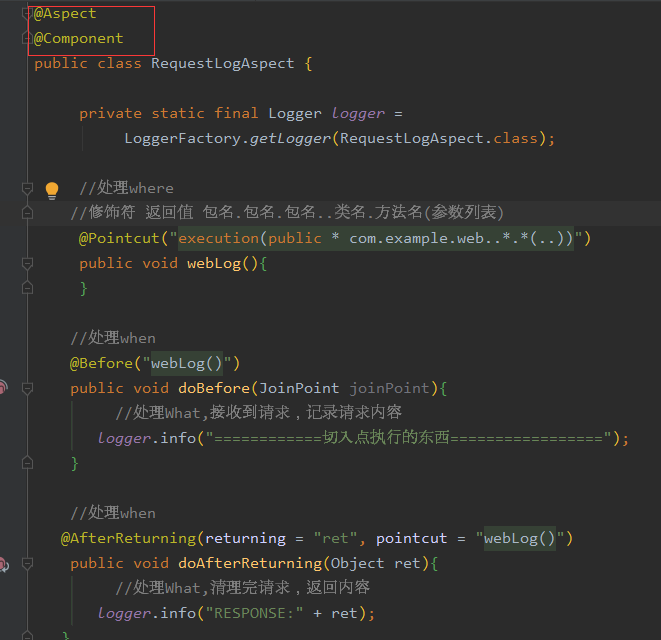 @Aspect
@Component
public class RequestLogAspect {
private static final Logger logger =
LoggerFactory.getLogger(RequestLogAspect.class);
//处理where
//修饰符 返回值 包名.包名.包名..类名.方法名(参数列表)
@Pointcut("execution(public * com.example.web..*.*(..))")
public void webLog(){
}
//处理when
@Before("webLog()")
public void doBefore(JoinPoint joinPoint){
//处理What,接收到请求，记录请求内容
logger.info("============切入点执行的东西=================");
}
//处理when
@AfterReturning(returning = "ret", pointcut = "webLog()")
public void doAfterReturning(Object ret){
//处理What,清理完请求，返回内容
logger.info("RESPONSE:" + ret);
}